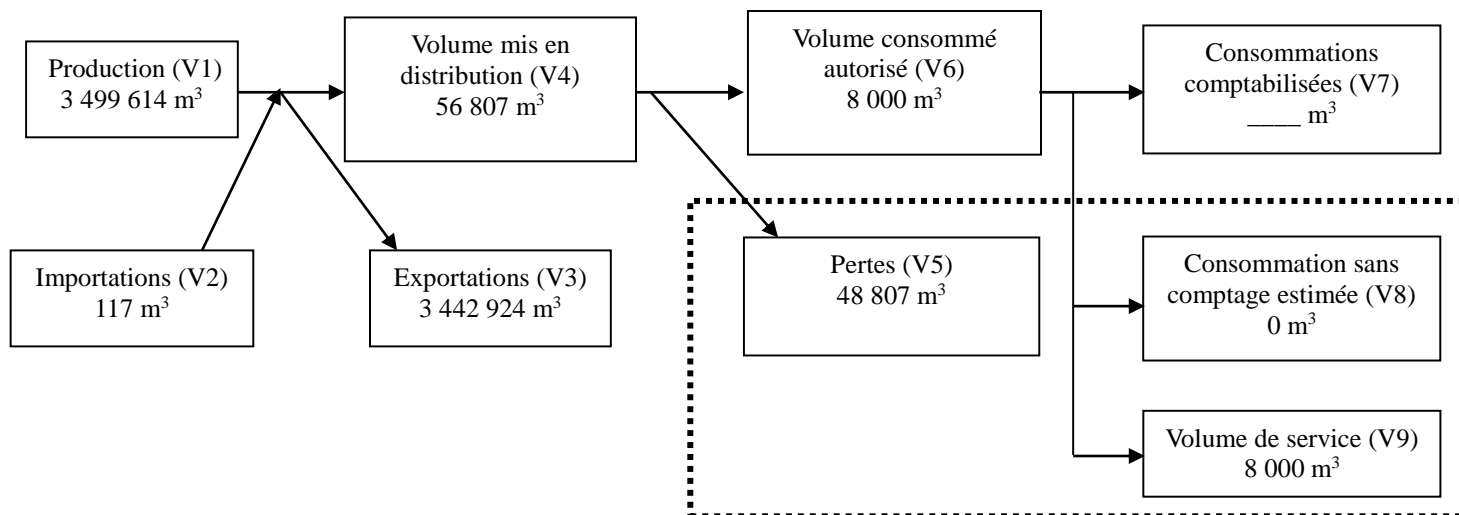 Production (V1)
3 499 614 m³
Volume mis en
distribution (V4)
56 807 m³
Volume consommé
autorisé (V6)
8 000 m³
Consommations
comptabilisées (V7)
____ m³
Importations (V2)
117 m³
Exportations (V3)
3 442 924 m³
Pertes (V5)
48 807 m³
Consommation sans
comptage estimée (V8)
0 m³
Volume de service (V9)
8 000 m³